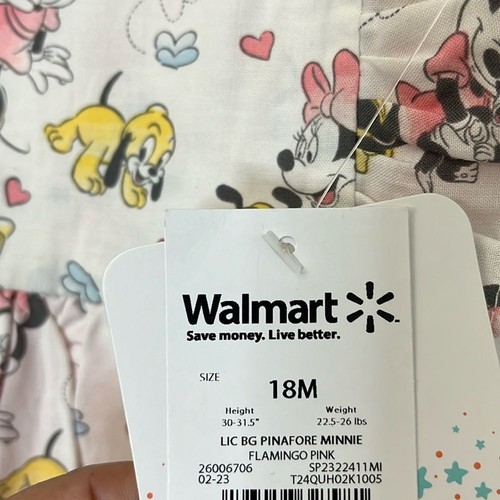 Walmart
Save money. Live better.
SIZE 18M
Height Weight
30-31.5" 22.5-26 lbs
LIC BG PINAFORE MINNIE
FLAMINGO PINK
26006706 SP2322411MI
02-23 T24QUH02K1005